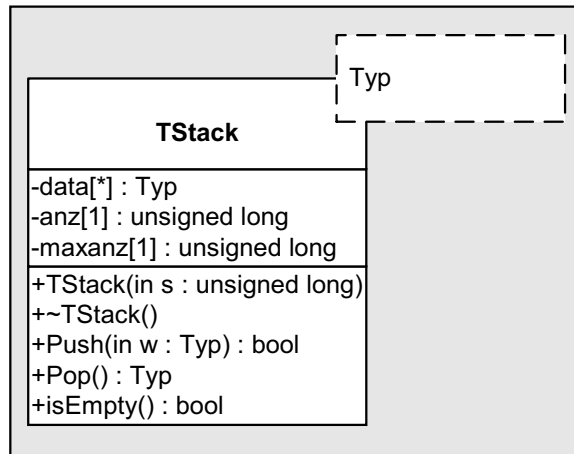 Typ
TStack
-data[*] : Typ
-anz[1] : unsigned long
-maxanz[1] : unsigned long
+TStack(in s : unsigned long)
+~TStack()
+Push(in w : Typ) : bool
+Pop() : Typ
+isEmpty() : bool